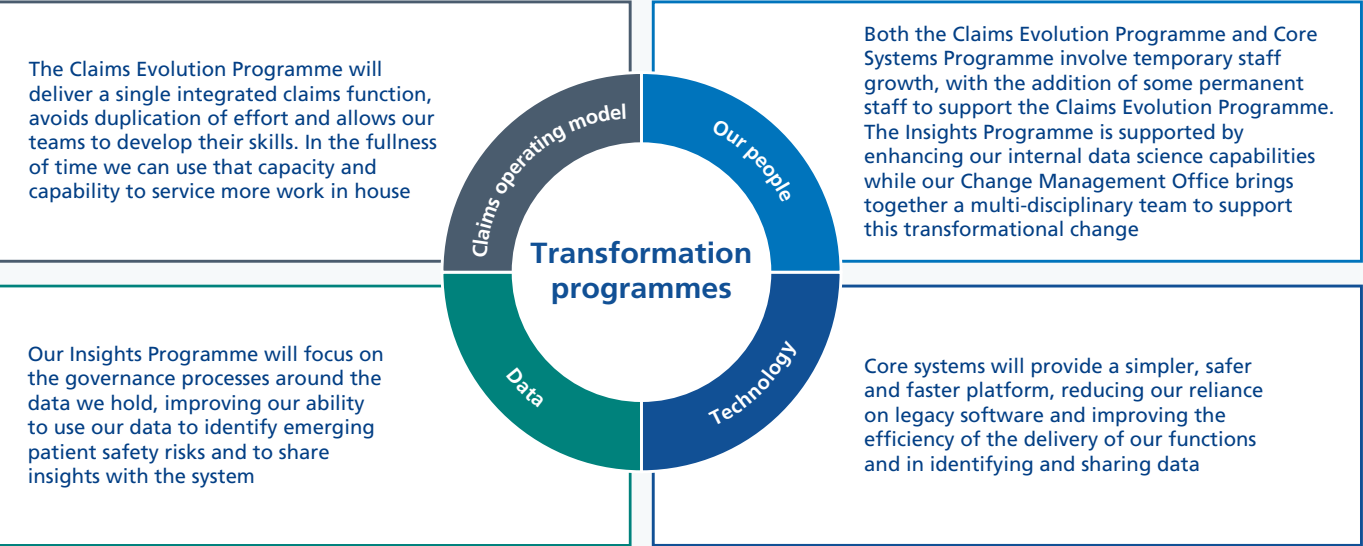 The Claims Evolution Programme will
deliver a single integrated claims function,
avoids duplication of effort and allows our
teams to develop their skills. In the fullness
of time we can use that capacity and
capability to service more work in house
Both the Claims Evolution Programme and Core
Systems Programme involve temporary staff
growth, with the addition of some permanent
staff to support the Claims Evolution Programme.
The Insights Programme is supported by
enhancing our internal data science capabilities
while our Change Management Office brings
together a multi-disciplinary team to support
this transformational change
Claims operating model
Our people
Transformation
programmes
Data
Technology
Our Insights Programme will focus on
the governance processes around the
data we hold, improving our ability
to use our data to identify emerging
patient safety risks and to share
insights with the system
Core systems will provide a simpler, safer
and faster platform, reducing our reliance
on legacy software and improving the
efficiency of the delivery of our functions
and in identifying and sharing data